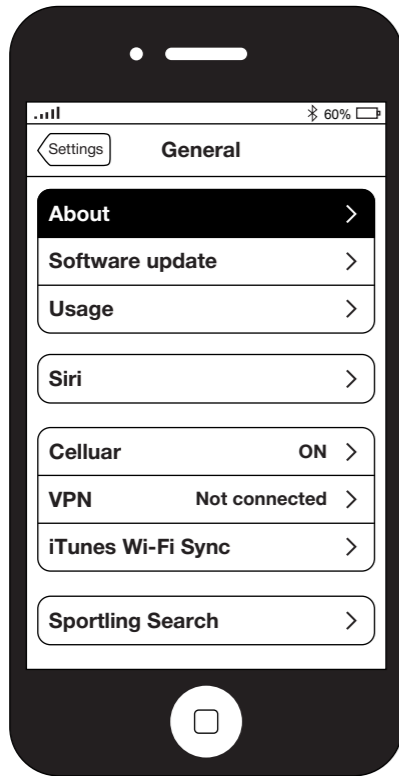 60%
Settings General
About
Software update
Usage
Siri
Celluar ON
VPN Not connected
iTunes Wi-Fi Sync
Sportling Search